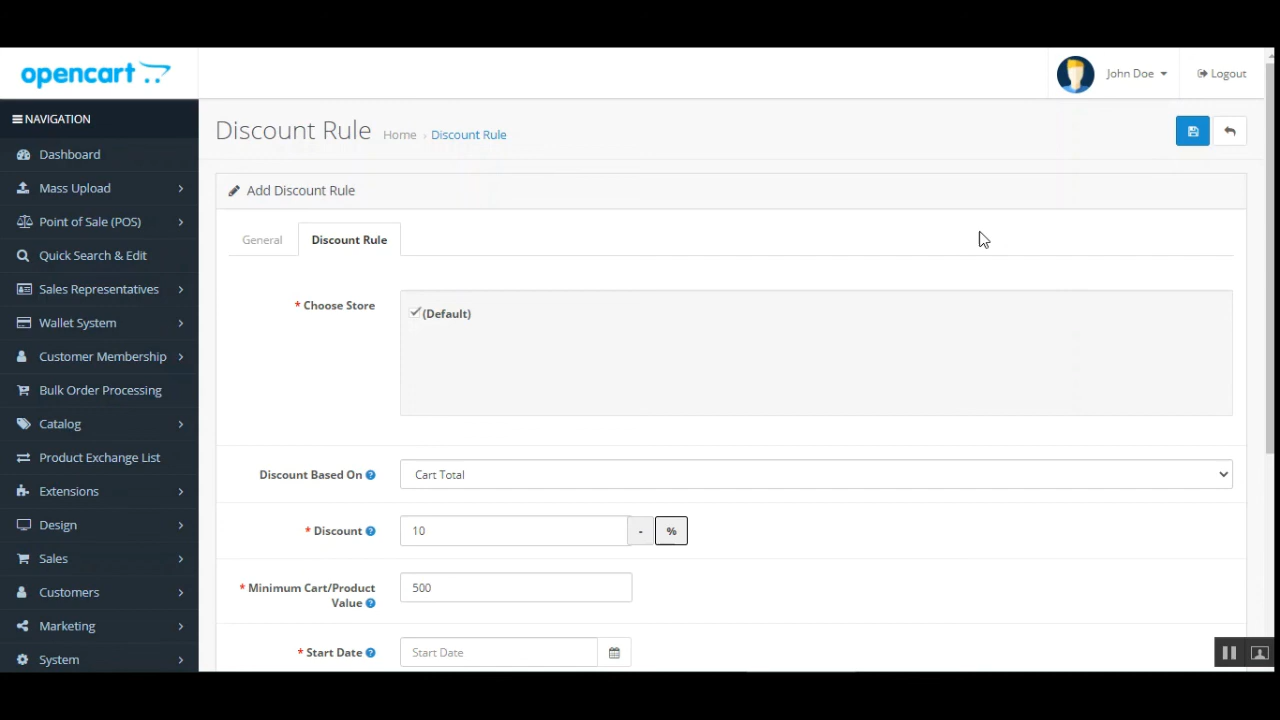 opencart
John Doe
Logout
NAVIGATION
Dashboard
Mass Upload
Point of Sale (POS)
Quick Search & Edit
Sales Representatives
Wallet System
Customer Membership
Bulk Order Processing
Catalog
Product Exchange List
Extensions
Design
Sales
Customers
Marketing
System
Discount Rule Home › Discount Rule
Add Discount Rule
General Discount Rule
* Choose Store
(Default)
Discount Based On ? Cart Total
* Discount ? 10 - %
* Minimum Cart/Product
Value ? 500
* Start Date ? Start Date